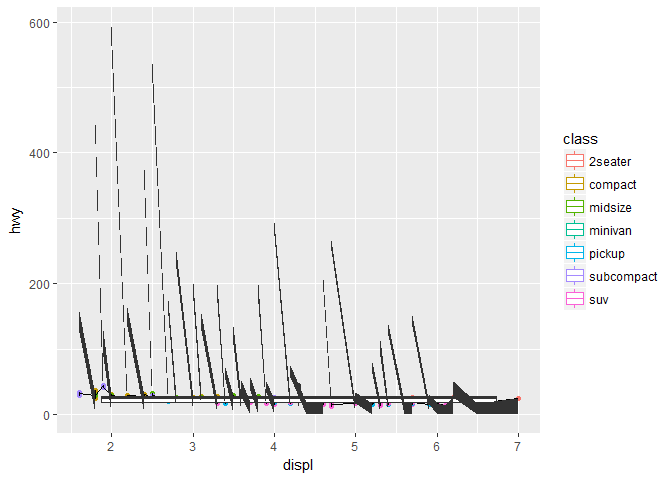 600
400
200
0
hwy
2
3
4
5
6
7
displ
class
2seater
compact
midsize
minivan
pickup
subcompact
suv